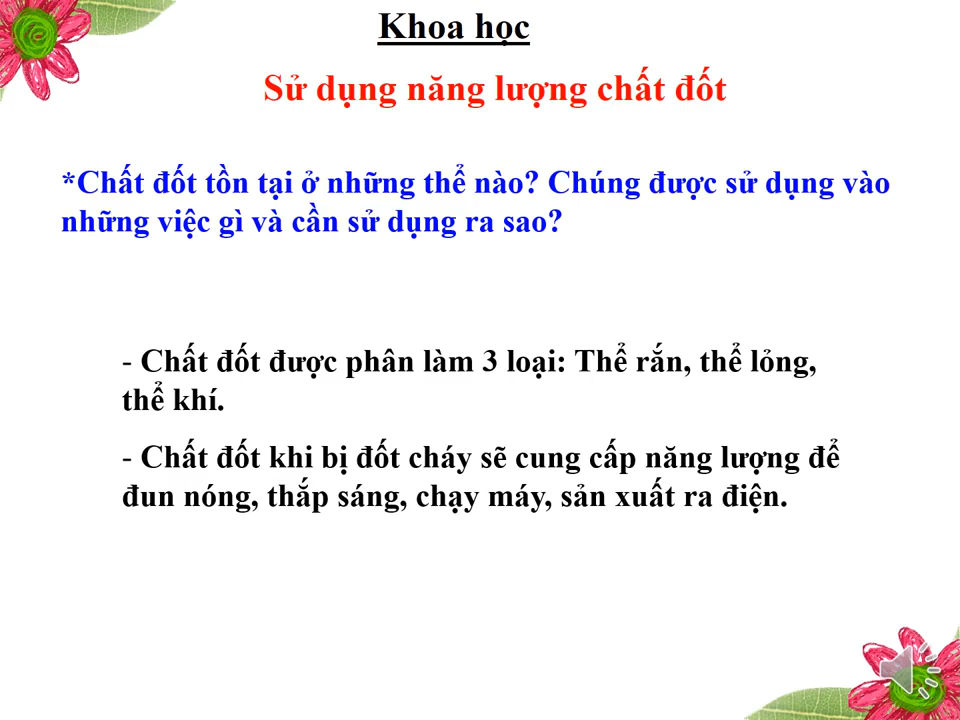 Khoa học
Sử dụng năng lượng chất đốt
*Chất đốt tồn tại ở những thể nào? Chúng được sử dụng vào
những việc gì và cần sử dụng ra sao?
- Chất đốt được phân làm 3 loại: Thể rắn, thể lỏng,
thể khí.
- Chất đốt khi bị đốt cháy sẽ cung cấp năng lượng để
đun nóng, thắp sáng, chạy máy, sản xuất ra điện.